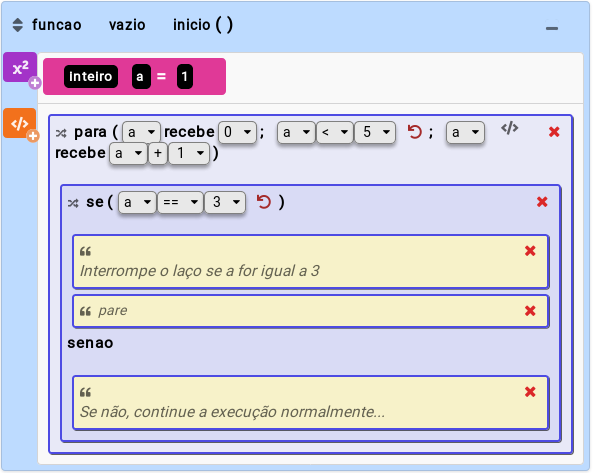 funcao vazio inicio ( )
x²
inteiro a = 1
</>
para ( a recebe 0 ; a < 5 ; a </>
recebe a + 1 )
se ( a == 3 )
Interrompe o laço se a for igual a 3
pare
senao
Se não, continue a execução normalmente...